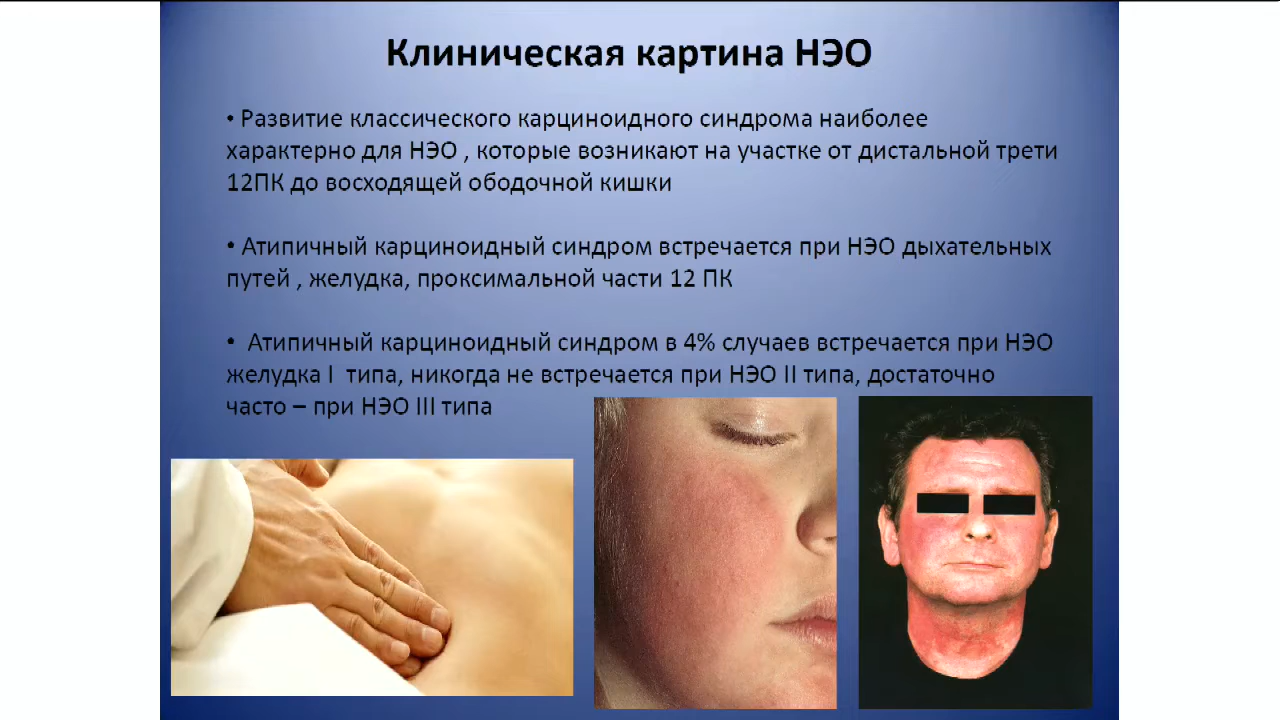 Клиническая картина НЭО
• Развитие классического карциноидного синдрома наиболее
характерно для НЭО , которые возникают на участке от дистальной трети
12ПК до восходящей ободочной кишки
• Атипичный карциноидный синдром встречается при НЭО дыхательных
путей , желудка, проксимальной части 12 ПК
• Атипичный карциноидный синдром в 4% случаев встречается при НЭО
желудка I типа, никогда не встречается при НЭО II типа, достаточно
часто – при НЭО III типа